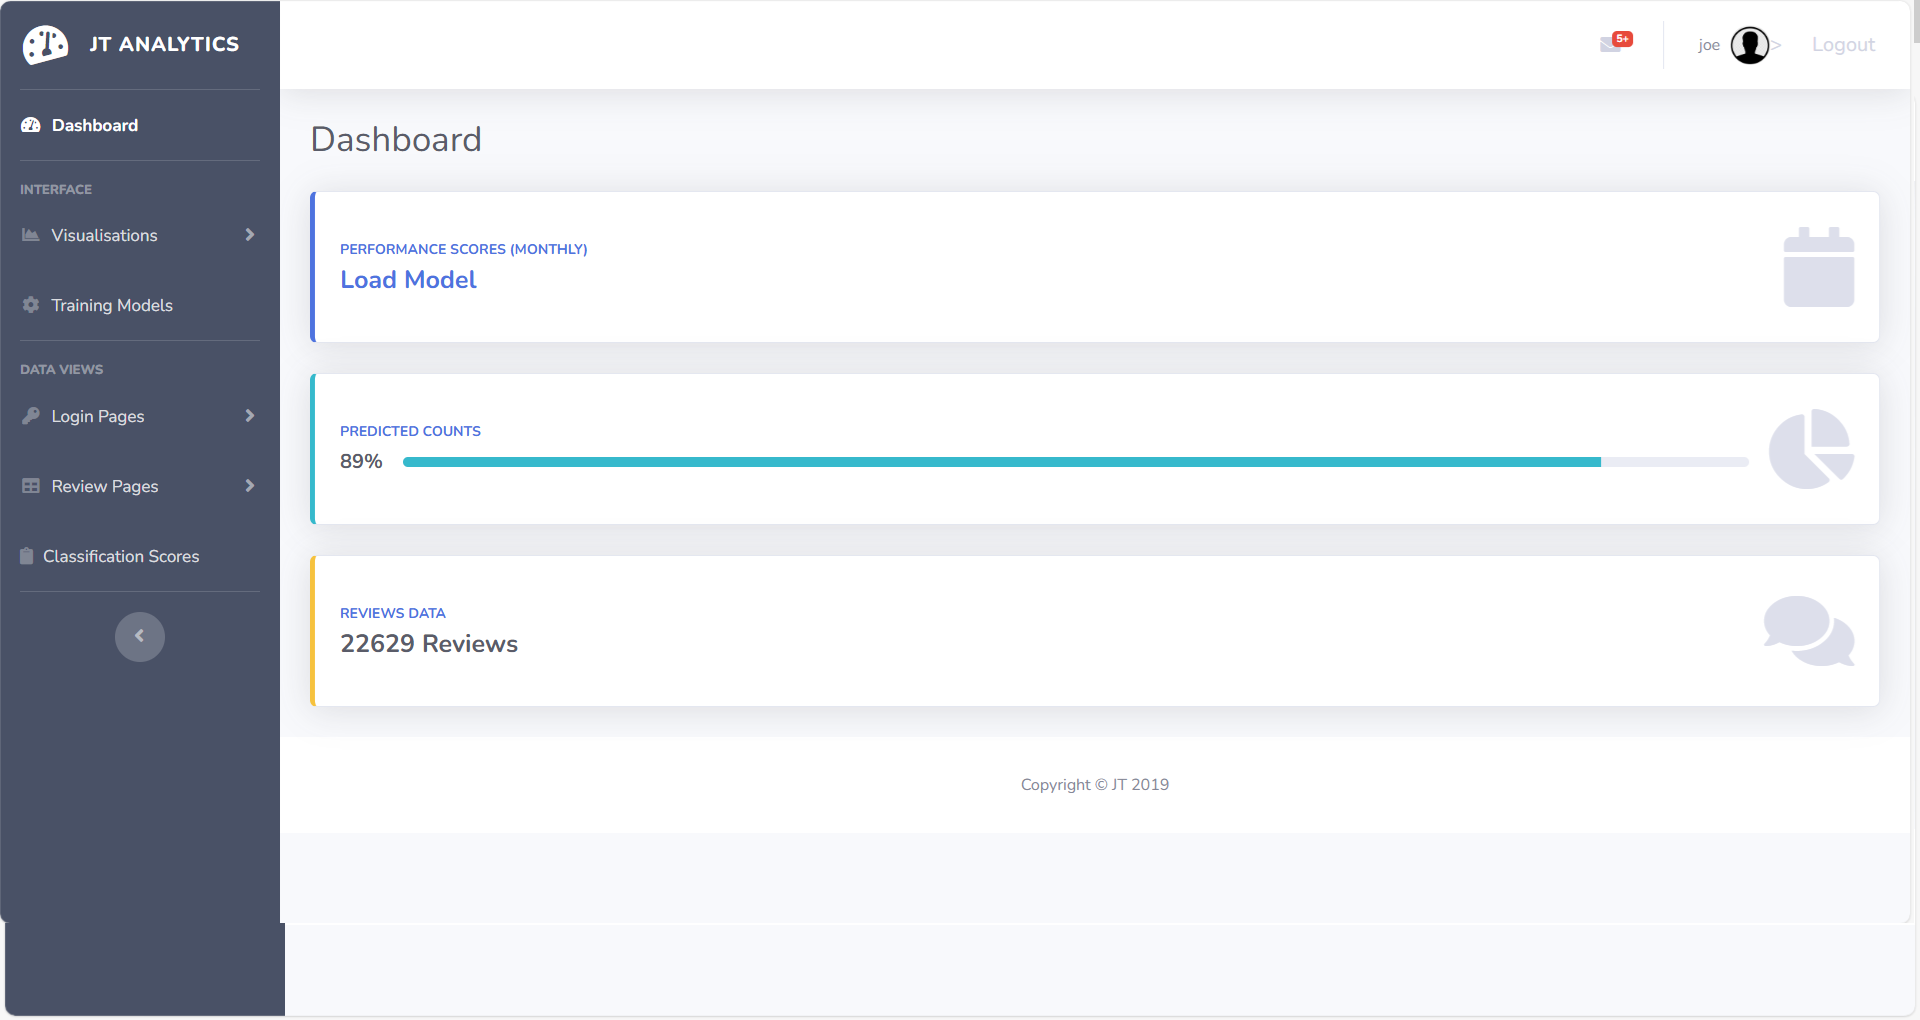 JT ANALYTICS
5+
joe
>
Logout
Dashboard
INTERFACE
Visualisations
Training Models
DATA VIEWS
Login Pages
Review Pages
Classification Scores
Dashboard
PERFORMANCE SCORES (MONTHLY)
Load Model
PREDICTED COUNTS
89%
REVIEWS DATA
22629 Reviews
Copyright © JT 2019